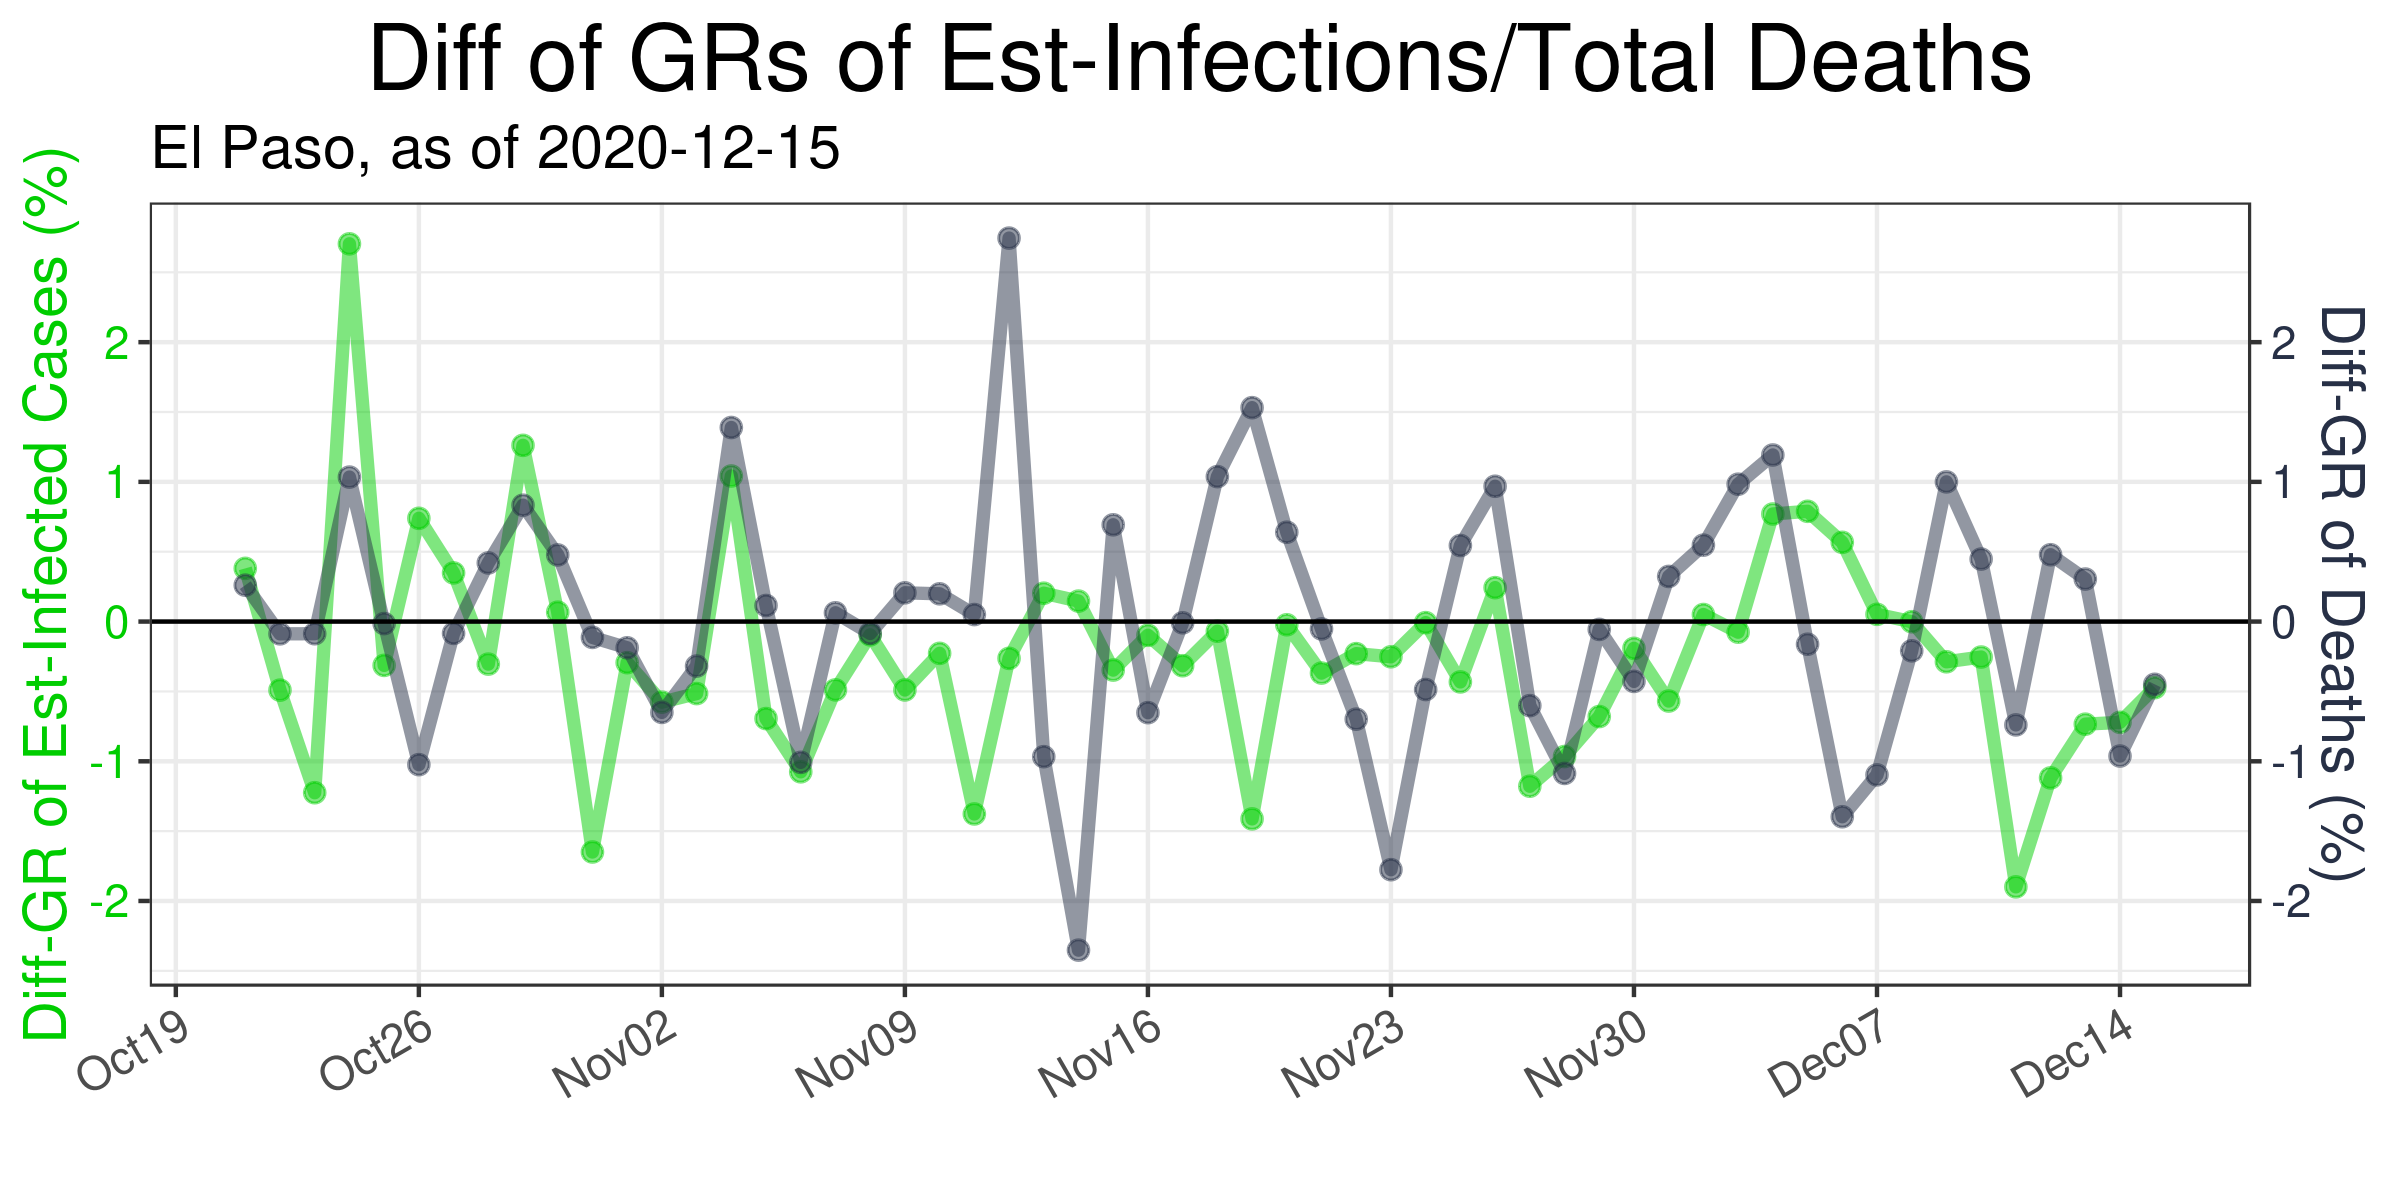 Diff of GRs of Est-Infections/Total Deaths
El Paso, as of 2020-12-15
Diff-GR of Est-Infected Cases (%)
2
1
0
-1
-2
2
1
0
-1
-2
Diff-GR of Deaths (%)
Oct19
Oct26
Nov02
Nov09
Nov16
Nov23
Nov30
Dec07
Dec14